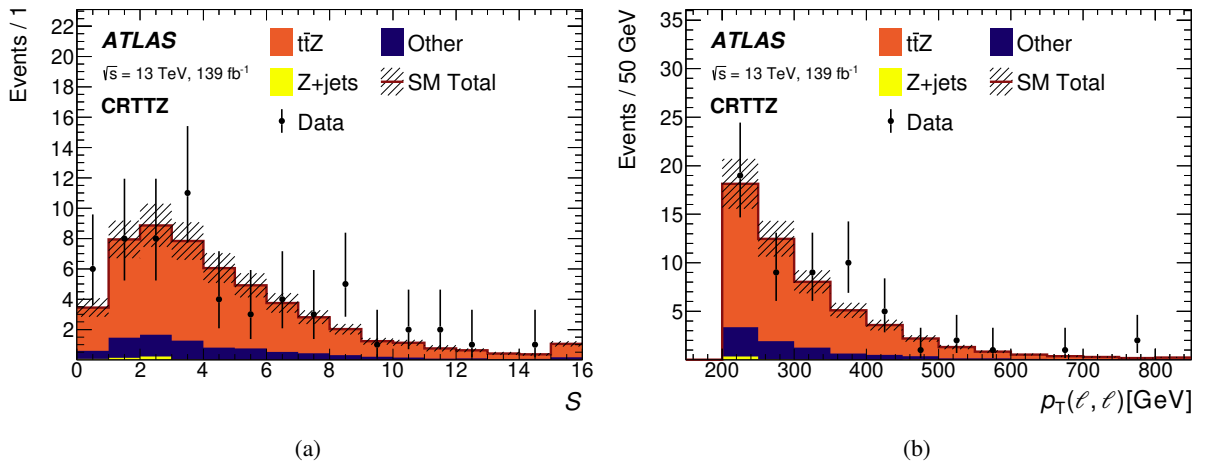 Events / 1
22
20
18
16
14
12
10
8
6
4
2
ATLAS
√s = 13 TeV, 139 fb⁻¹
CRTTZ
tt̄Z
Other
Z+jets
SM Total
Data
0 2 4 6 8 10 12 14 16
S
(a)
Events / 50 GeV
35
30
25
20
15
10
5
ATLAS
√s = 13 TeV, 139 fb⁻¹
CRTTZ
tt̄Z
Other
Z+jets
SM Total
Data
200 300 400 500 600 700 800
p_T(ℓ, ℓ)[GeV]
(b)